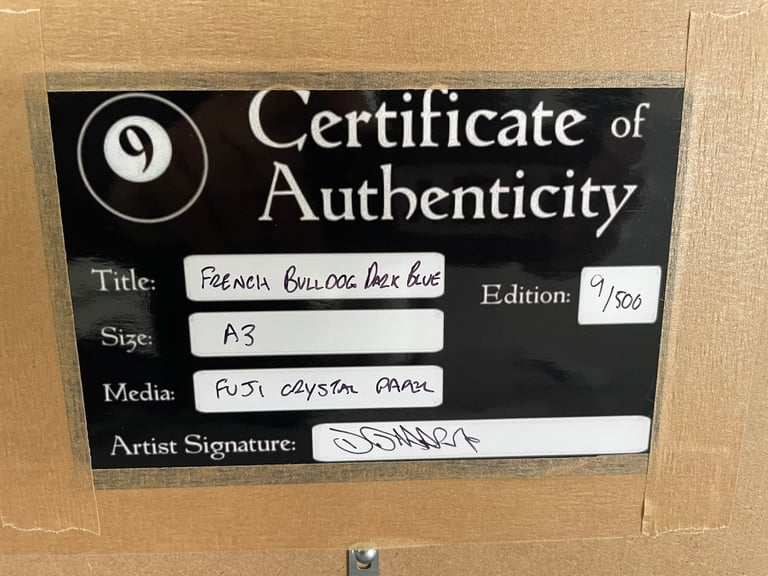 9
Certificate of
Authenticity
Title: FRENCH BULLDOG DARK BLUE
Edition: 9/500
Size: A3
Media: FUJI CRYSTAL PAPER
Artist Signature: